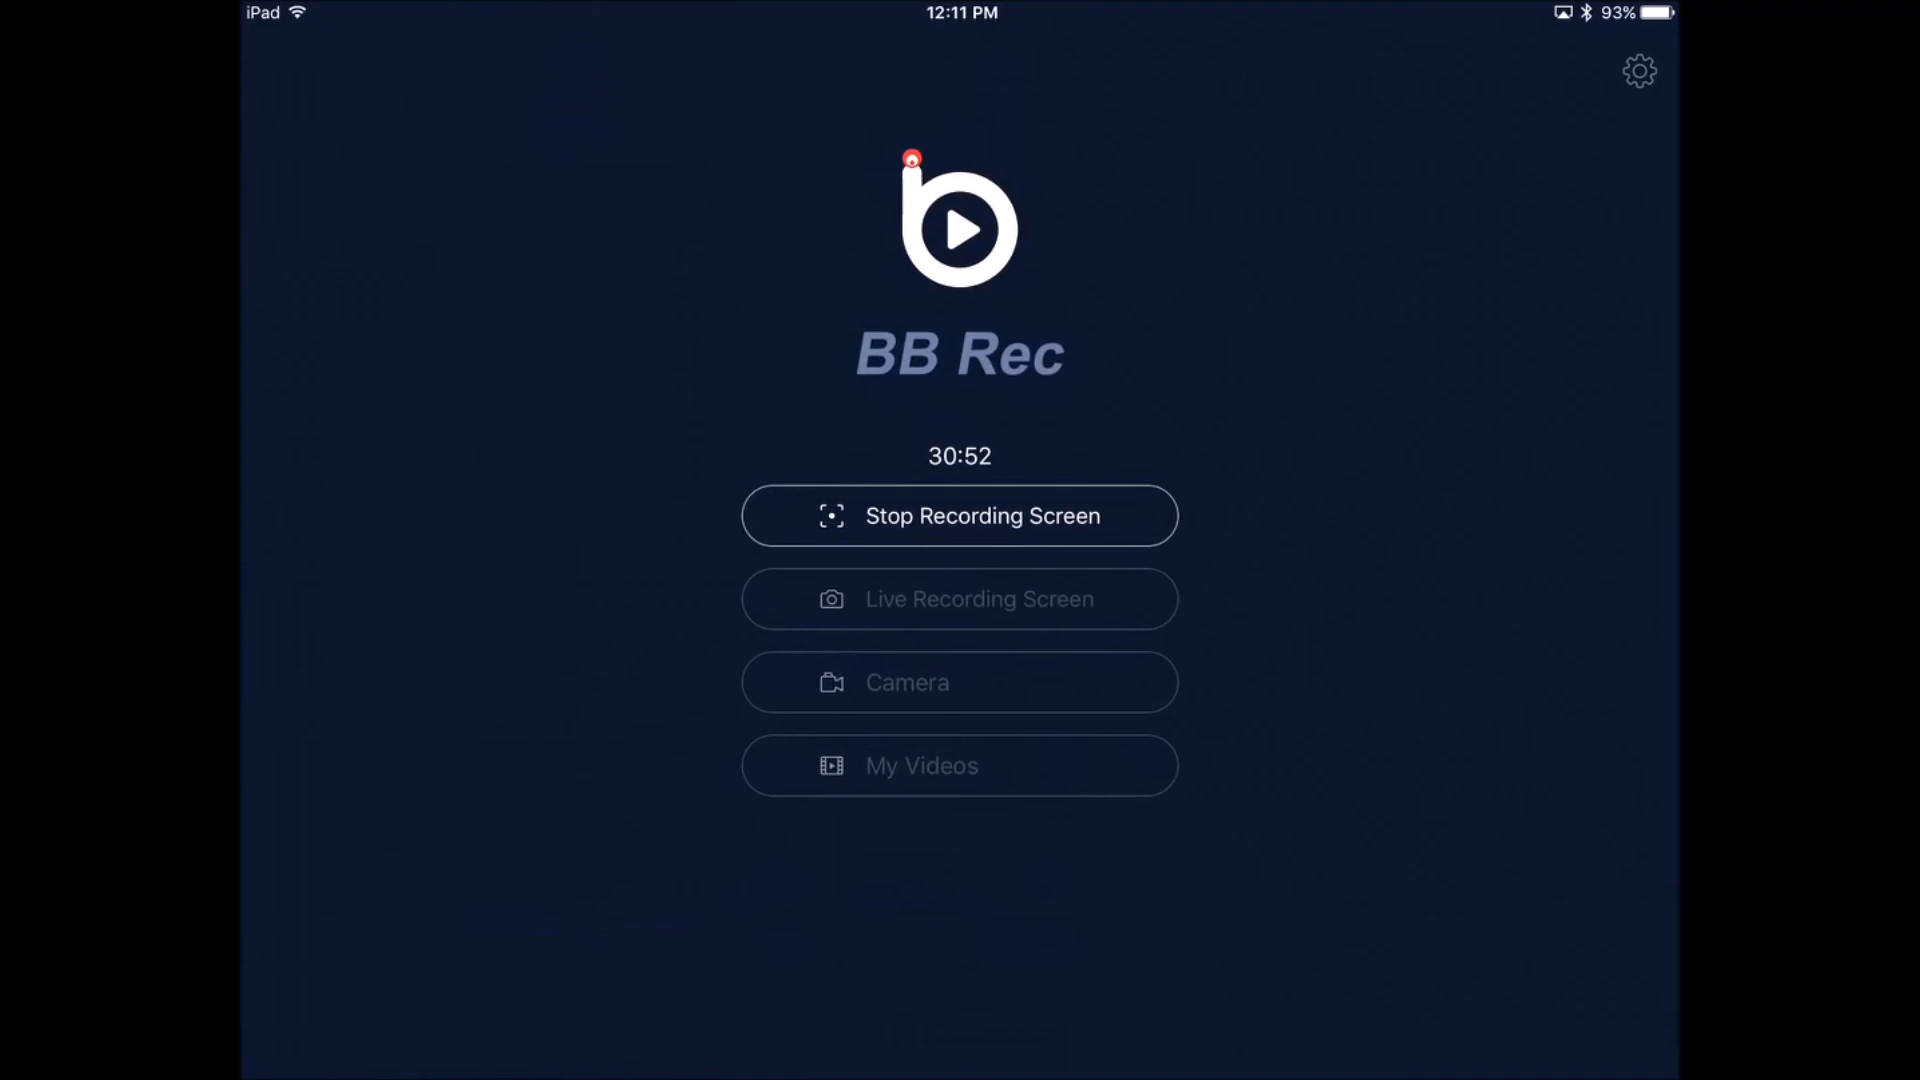 iPad
12:11 PM
93%
BB Rec
30:52
Stop Recording Screen
Live Recording Screen
Camera
My Videos